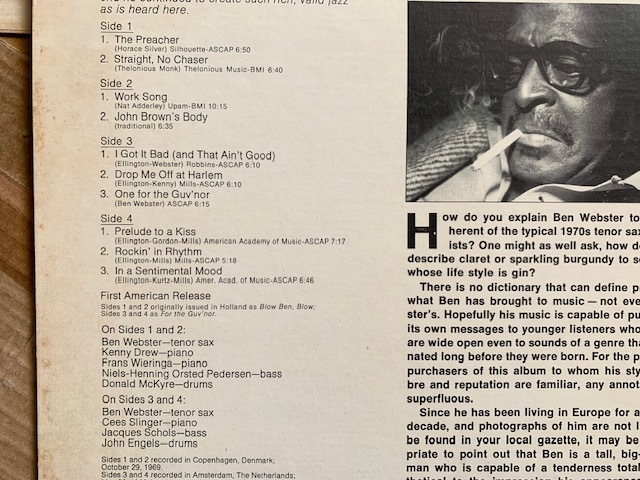 she continued to create such rich, valid jazz
as is heard here.
Side 1
1. The Preacher
(Horace Silver) Silhouette-ASCAP 6:50
2. Straight, No Chaser
(Thelonious Monk) Thelonious Music-BMI 6:40
Side 2
1. Work Song
(Nat Adderley) Upam-BMI 10:15
2. John Brown's Body
(traditional) 6:35
Side 3
1. I Got It Bad (and That Ain't Good)
(Ellington-Webster) Robbins-ASCAP 6:10
2. Drop Me Off at Harlem
(Ellington-Kenny) Mills-ASCAP 6:10
3. One for the Guv'nor
(Ben Webster) ASCAP 6:15
Side 4
1. Prelude to a Kiss
(Ellington-Gordon-Mills) American Academy of Music-ASCAP 7:17
2. Rockin' in Rhythm
(Ellington-Mills) Mills-ASCAP 5:18
3. In a Sentimental Mood
(Ellington-Kurtz-Mills) Amer. Acad. of Music-ASCAP 6:46
First American Release
Sides 1 and 2 originally issued in Holland as Blow Ben, Blow;
Sides 3 and 4 as For the Guv'nor.
On Sides 1 and 2:
Ben Webster—tenor sax
Kenny Drew—piano
Frans Wieringa—piano
Niels-Henning Orsted Pedersen—bass
Donald McKyre—drums
On Sides 3 and 4:
Ben Webster—tenor sax
Cees Slinger—piano
Jacques Schols—bass
John Engels—drums
Sides 1 and 2 recorded in Copenhagen, Denmark;
October 29, 1969.
Sides 3 and 4 recorded in Amsterdam, The Netherlands;
How do you explain Ben Webster to
herent of the typical 1970s tenor sax
ists? One might as well ask, how do
describe claret or sparkling burgundy to
whose life style is gin?
There is no dictionary that can define
what Ben has brought to music — not
ster's. Hopefully his music is capable of
its own messages to younger listeners
are wide open even to sounds of a genre
nated long before they were born. For the
purchasers of this album to whom his
bre and reputation are familiar, any
superfluous.
Since he has been living in Europe for a
decade, and photographs of him are not
be found in your local gazette, it may be
priate to point out that Ben is a tall, big-
man who is capable of a tenderness